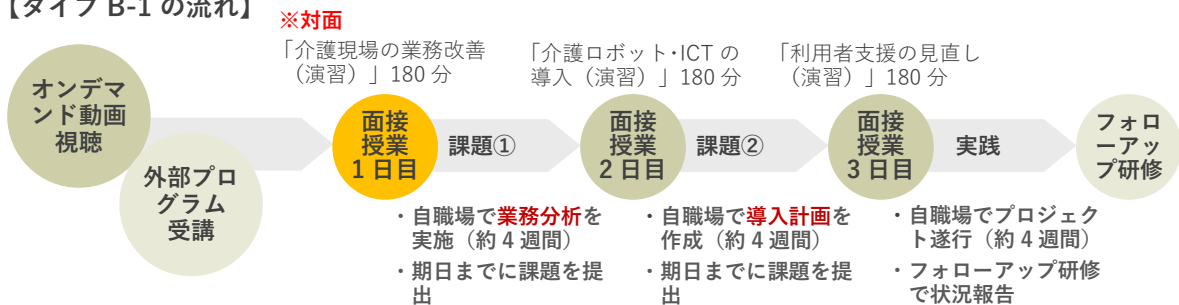 【タイプ B-1 の流れ】
※対面
「介護現場の業務改善
（演習）」180 分
「介護ロボット・ICT の
導入（演習）」180 分
「利用者支援の見直し
（演習）」180 分
オンデマ
ンド動画
視聴
外部プロ
グラム
受講
面接
授業
1 日目
課題①
面接
授業
2 日目
課題②
面接
授業
3 日目
実践
フォロ
ーアッ
プ研修
・自職場で業務分析を
実施（約 4 週間）
・期日までに課題を提
出
・自職場で導入計画を
作成（約 4 週間）
・期日までに課題を提
出
・自職場でプロジェク
ト遂行（約 4 週間）
・フォローアップ研修
で状況報告